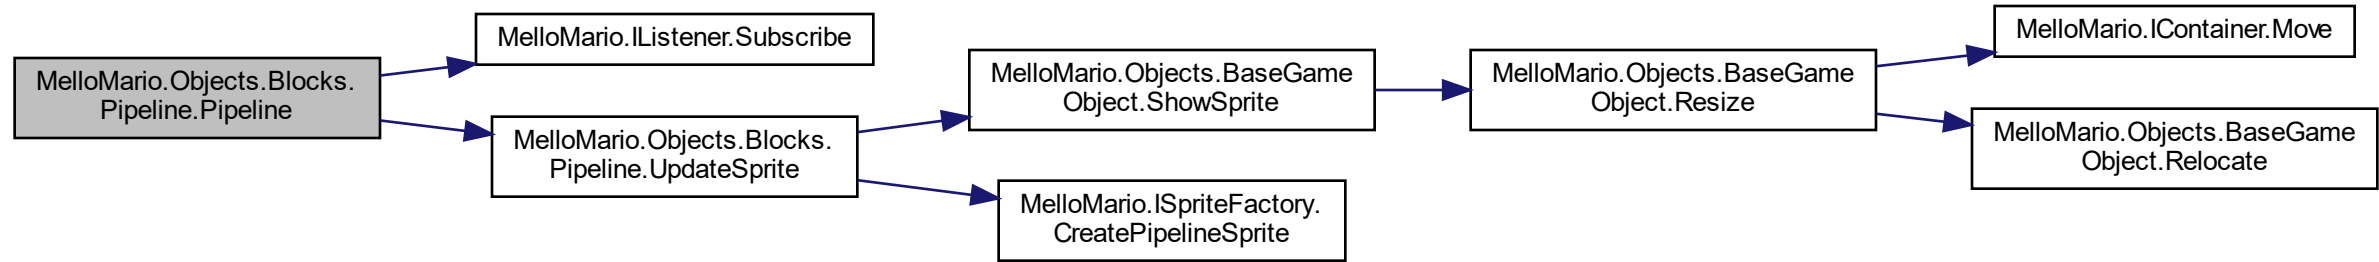 MelloMario.Objects.Blocks.
Pipeline.Pipeline
MelloMario.IListener.Subscribe
MelloMario.Objects.Blocks.
Pipeline.UpdateSprite
MelloMario.Objects.BaseGame
Object.ShowSprite
MelloMario.ISpriteFactory.
CreatePipelineSprite
MelloMario.Objects.BaseGame
Object.Resize
MelloMario.IContainer.Move
MelloMario.Objects.BaseGame
Object.Relocate